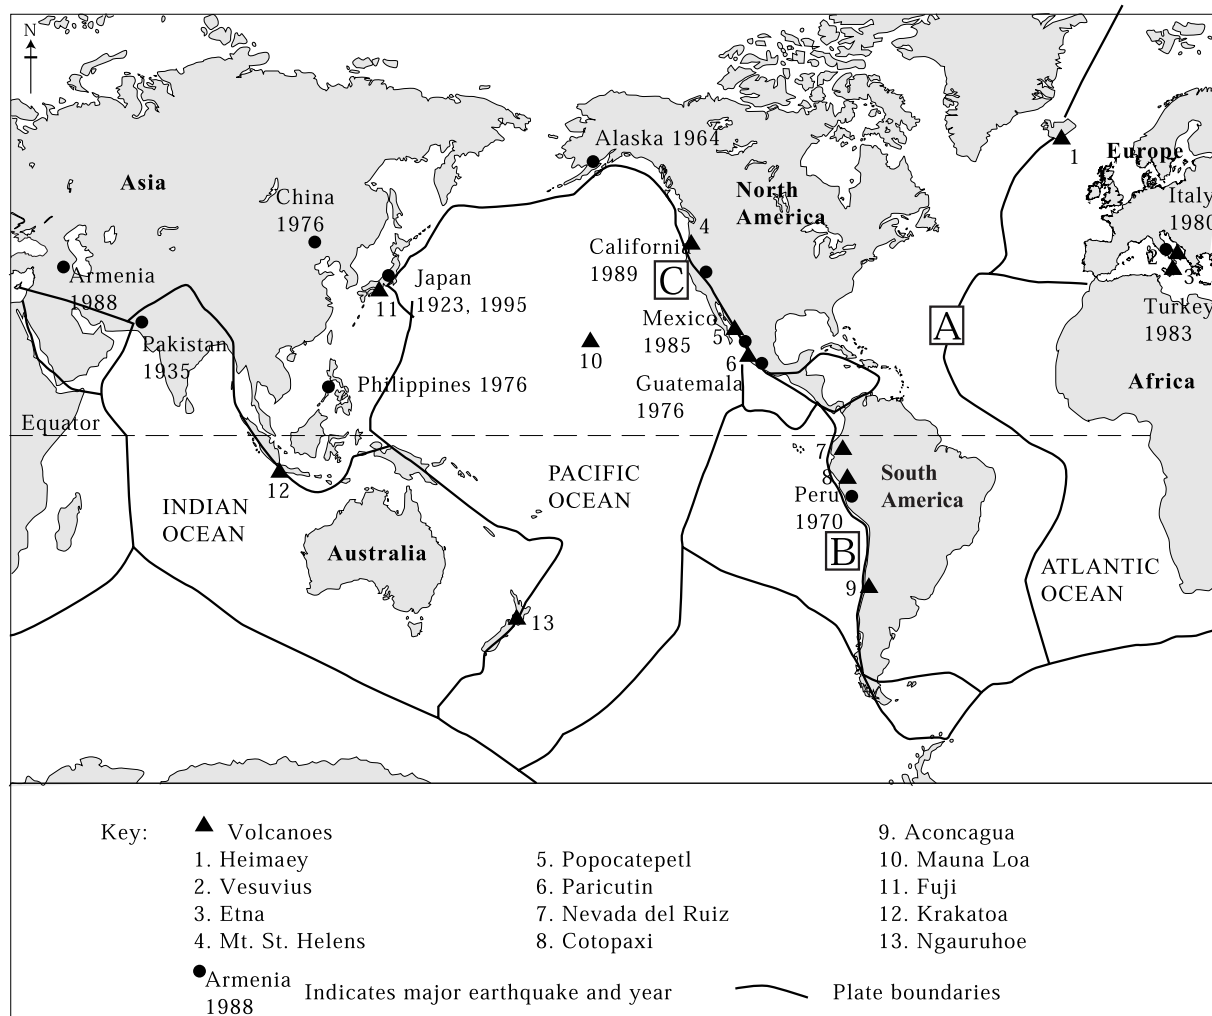 N
Alaska 1964
1
Europe
Asia
North
America
China
1976
Italy
1980
4
California
1989
2
3
Armenia
1988
Japan
1923, 1995
11
C
Turkey
1983
Mexico
1985
5
A
10
6
Pakistan
1935
Philippines 1976
Guatemala
1976
Africa
Equator
7
PACIFIC
OCEAN
8
South
America
12
Peru
1970
INDIAN
OCEAN
Australia
B
ATLANTIC
OCEAN
9
13
Key:
Volcanoes
1. Heimaey
2. Vesuvius
3. Etna
4. Mt. St. Helens
5. Popocatepetl
6. Paricutin
7. Nevada del Ruiz
8. Cotopaxi
9. Aconcagua
10. Mauna Loa
11. Fuji
12. Krakatoa
13. Ngauruhoe
Armenia
1988
Indicates major earthquake and year
Plate boundaries